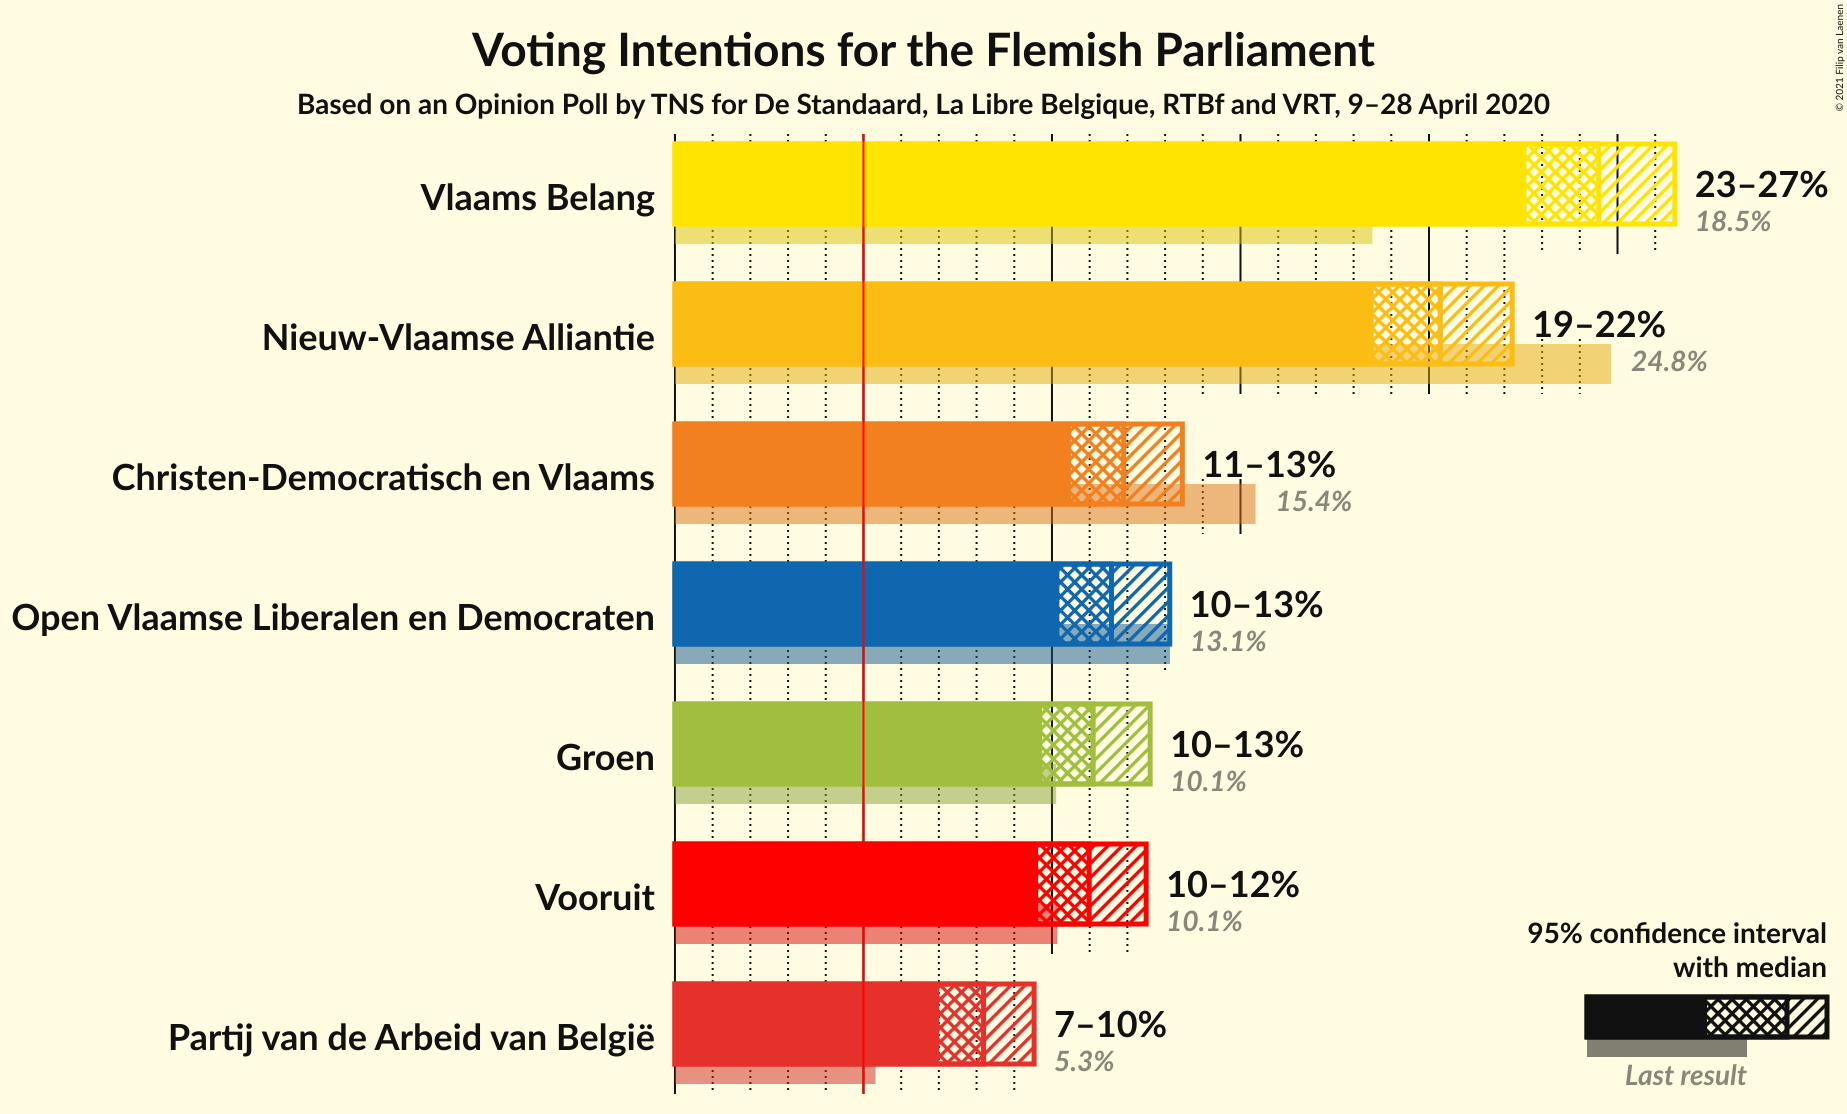 Voting Intentions for the Flemish Parliament
Based on an Opinion Poll by TNS for De Standaard, La Libre Belgique, RTBf and VRT, 9–28 April 2020
© 2021 Filip van Laenen
Vlaams Belang
23–27%
18.5%
Nieuw-Vlaamse Alliantie
19–22%
24.8%
Christen-Democratisch en Vlaams
11–13%
15.4%
Open Vlaamse Liberalen en Democraten
10–13%
13.1%
Groen
10–13%
10.1%
Vooruit
10–12%
10.1%
Partij van de Arbeid van België
7–10%
5.3%
95% confidence interval
with median
Last result